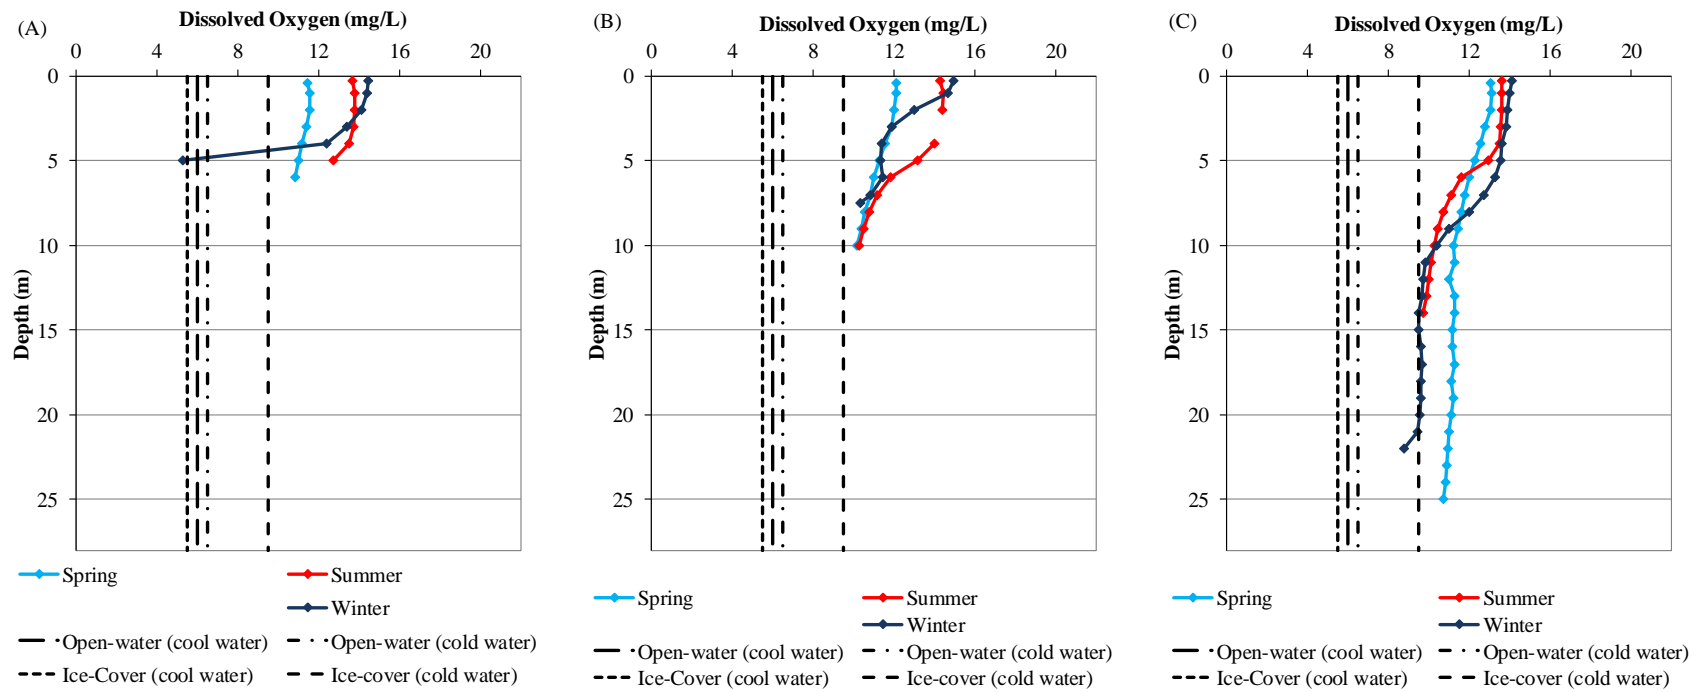 (A)
Dissolved Oxygen (mg/L)
0 4 8 12 16 20
0
5
10
15
20
25
Depth (m)
Spring
Summer
Winter
Open-water (cool water)
Open-water (cold water)
Ice-Cover (cool water)
Ice-cover (cold water)
(B)
Dissolved Oxygen (mg/L)
0 4 8 12 16 20
0
5
10
15
20
25
Depth (m)
Spring
Summer
Winter
Open-water (cool water)
Open-water (cold water)
Ice-Cover (cool water)
Ice-cover (cold water)
(C)
Dissolved Oxygen (mg/L)
0 4 8 12 16 20
0
5
10
15
20
25
Depth (m)
Spring
Summer
Winter
Open-water (cool water)
Open-water (cold water)
Ice-Cover (cool water)
Ice-cover (cold water)